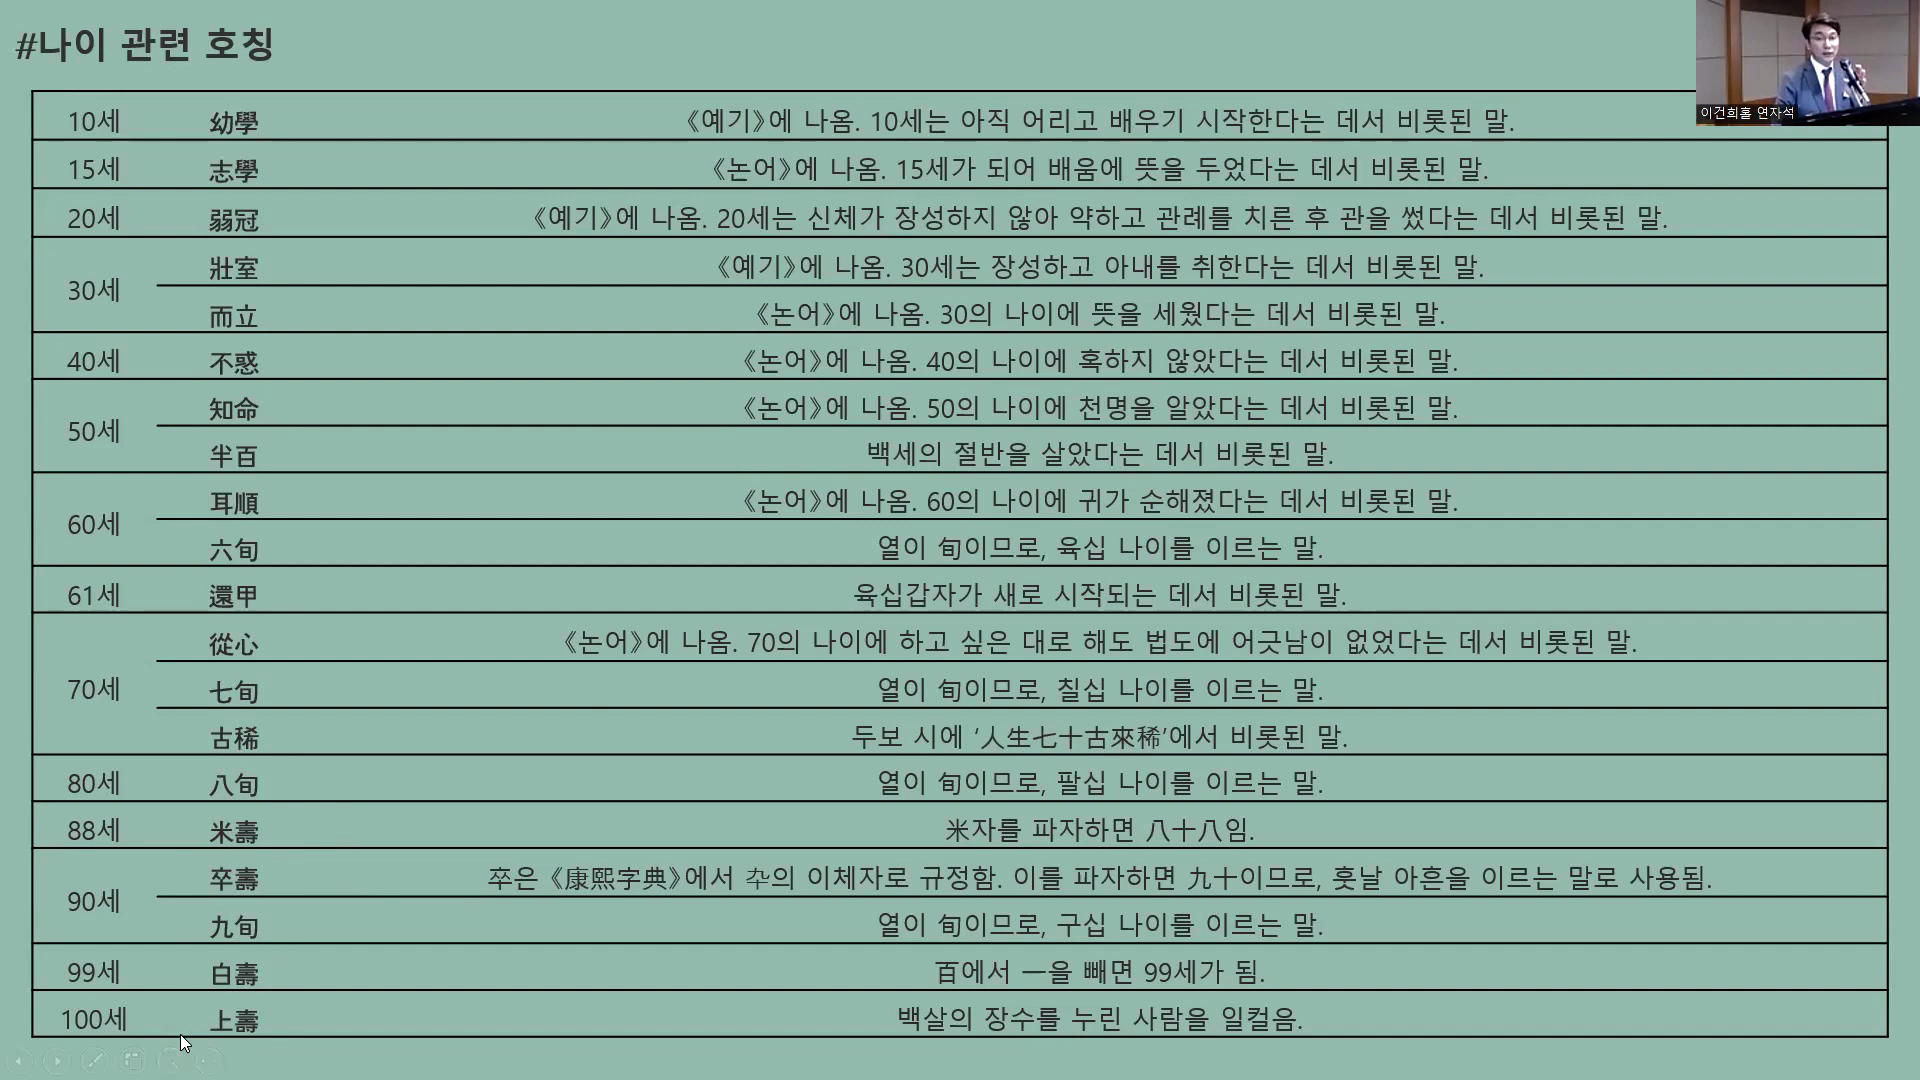 #나이 관련 호칭
이건희홀 연자석
10세 幼學 《예기》에 나옴. 10세는 아직 어리고 배우기 시작한다는 데서 비롯된 말.
15세 志學 《논어》에 나옴. 15세가 되어 배움에 뜻을 두었다는 데서 비롯된 말.
20세 弱冠 《예기》에 나옴. 20세는 신체가 장성하지 않아 약하고 관례를 치른 후 관을 썼다는 데서 비롯된 말.
30세 壯室 《예기》에 나옴. 30세는 장성하고 아내를 취한다는 데서 비롯된 말.
而立 《논어》에 나옴. 30의 나이에 뜻을 세웠다는 데서 비롯된 말.
40세 不惑 《논어》에 나옴. 40의 나이에 혹하지 않았다는 데서 비롯된 말.
50세 知命 《논어》에 나옴. 50의 나이에 천명을 알았다는 데서 비롯된 말.
半百 백세의 절반을 살았다는 데서 비롯된 말.
60세 耳順 《논어》에 나옴. 60의 나이에 귀가 순해졌다는 데서 비롯된 말.
六旬 열이 旬이므로, 육십 나이를 이르는 말.
61세 還甲 육십갑자가 새로 시작되는 데서 비롯된 말.
70세 從心 《논어》에 나옴. 70의 나이에 하고 싶은 대로 해도 법도에 어긋남이 없었다는 데서 비롯된 말.
七旬 열이 旬이므로, 칠십 나이를 이르는 말.
古稀 두보 시에 ‘人生七十古來稀’에서 비롯된 말.
80세 八旬 열이 旬이므로, 팔십 나이를 이르는 말.
88세 米壽 米자를 파자하면 八十八임.
90세 卒壽 卒은 《康熙字典》에서 卆의 이체자로 규정함. 이를 파자하면 九十이므로, 훗날 아흔을 이르는 말로 사용됨.
九旬 열이 旬이므로, 구십 나이를 이르는 말.
99세 白壽 百에서 一을 빼면 99세가 됨.
100세 上壽 백살의 장수를 누린 사람을 일컬음.